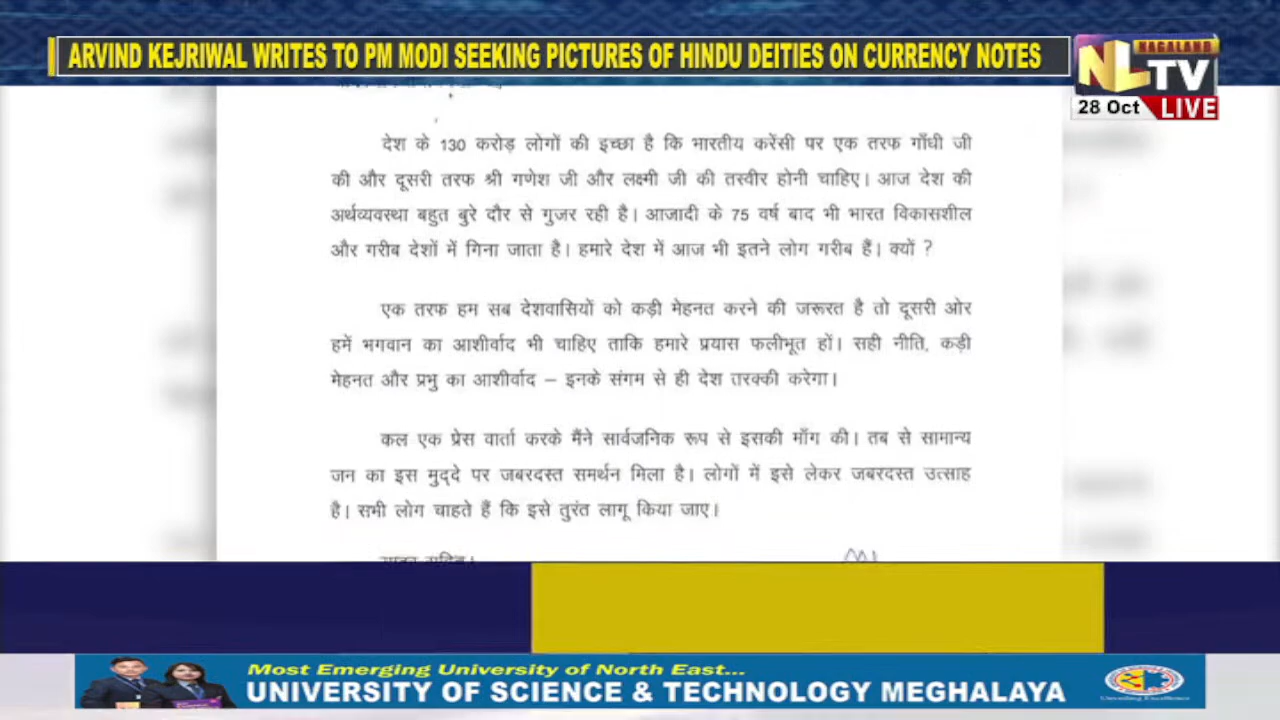 ARVIND KEJRIWAL WRITES TO PM MODI SEEKING PICTURES OF HINDU DEITIES ON CURRENCY NOTES
NAGALAND
NLTV
28 Oct LIVE
देश के 130 करोड़ लोगों की इच्छा है कि भारतीय करेंसी पर एक तरफ गाँधी जी
की और दूसरी तरफ श्री गणेश जी और लक्ष्मी जी की तस्वीर होनी चाहिए। आज देश की
अर्थव्यवस्था बहुत बुरे दौर से गुजर रही है। आजादी के 75 वर्ष बाद भी भारत विकासशील
और गरीब देशों में गिना जाता है। हमारे देश में आज भी इतने लोग गरीब हैं। क्यों ?
एक तरफ हम सब देशवासियों को कड़ी मेहनत करने की जरूरत है तो दूसरी ओर
हमें भगवान का आशीर्वाद भी चाहिए ताकि हमारे प्रयास फलीभूत हों। सही नीति, कड़ी
मेहनत और प्रभु का आशीर्वाद – इनके संगम से ही देश तरक्की करेगा।
कल एक प्रेस वार्ता करके मैंने सार्वजनिक रूप से इसकी माँग की। तब से सामान्य
जन का इस मुद्दे पर जबरदस्त समर्थन मिला है। लोगों में इसे लेकर जबरदस्त उत्साह
है। सभी लोग चाहते हैं कि इसे तुरंत लागू किया जाए।
Most Emerging University of North East...
UNIVERSITY OF SCIENCE & TECHNOLOGY MEGHALAYA